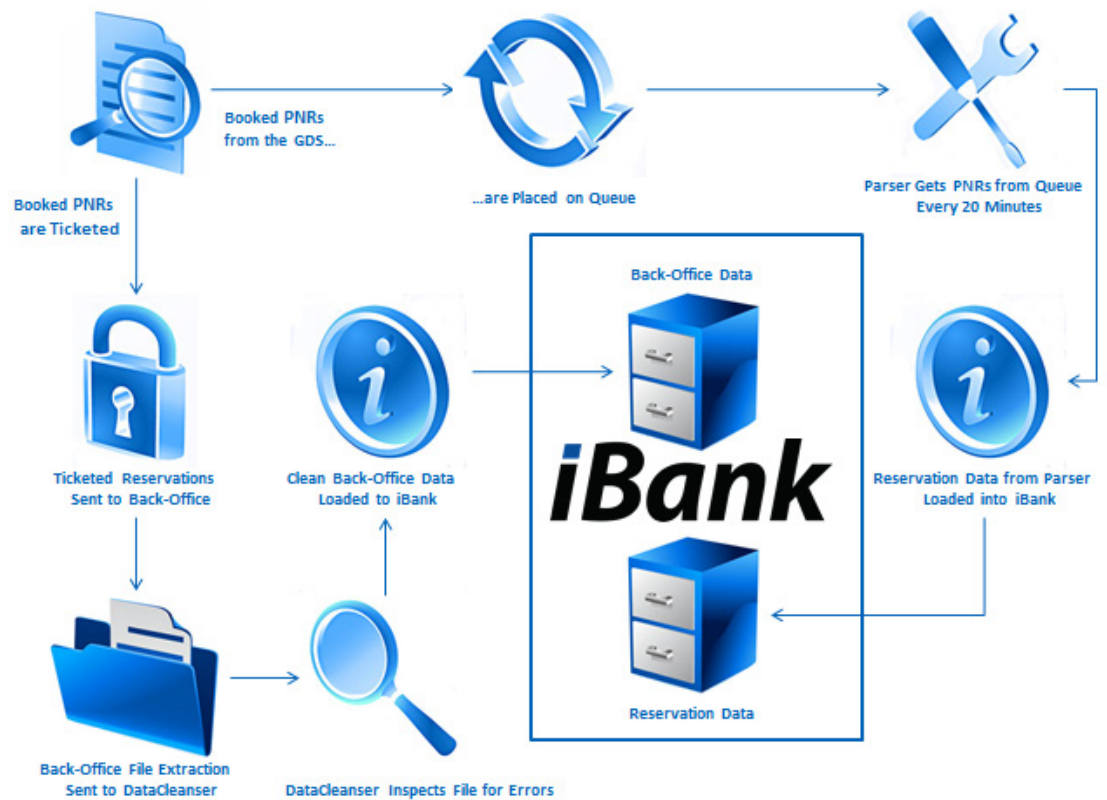 Booked PNRs
from the GDS...
...are Placed on Queue
Parser Gets PNRs from Queue
Every 20 Minutes
Booked PNRs
are Ticketed
Back-Office Data
Ticketed Reservations
Sent to Back-Office
Clean Back-Office Data
Loaded to iBank
iBank
Reservation Data from Parser
Loaded into iBank
Reservation Data
Back-Office File Extraction
Sent to DataCleanser
DataCleanser Inspects File for Errors